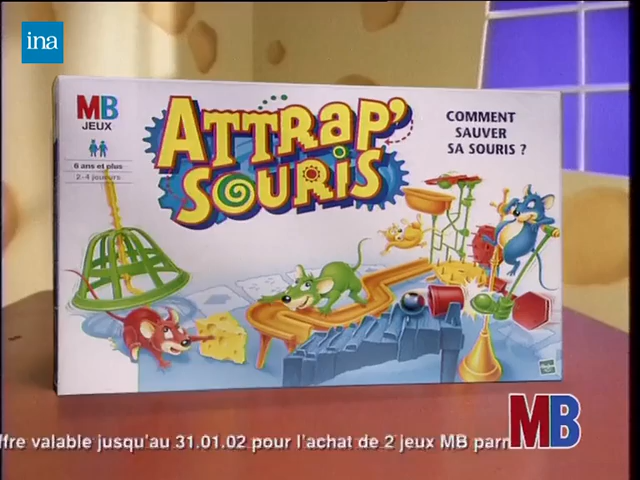 ina
MB
JEUX
6 ans et plus
2-4 joueurs
ATTRAP'
SOURIS
COMMENT
SAUVER
SA SOURIS ?
ffre valable jusqu'au 31.01.02 pour l'achat de 2 jeux MB parm
MB